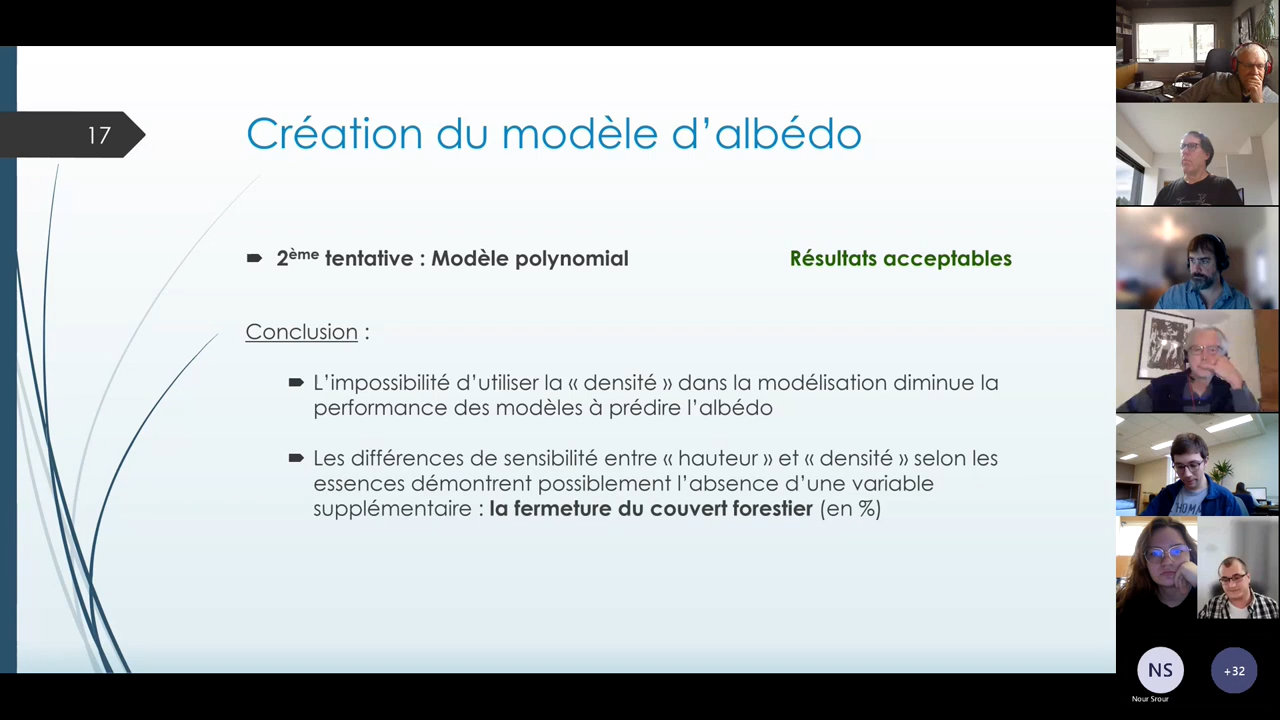 17
Création du modèle d’albédo
2ème tentative : Modèle polynomial
Résultats acceptables
Conclusion :
L’impossibilité d’utiliser la « densité » dans la modélisation diminue la
performance des modèles à prédire l’albédo
Les différences de sensibilité entre « hauteur » et « densité » selon les
essences démontrent possiblement l’absence d’une variable
supplémentaire : la fermeture du couvert forestier (en %)
NS
+32
Nour Srour